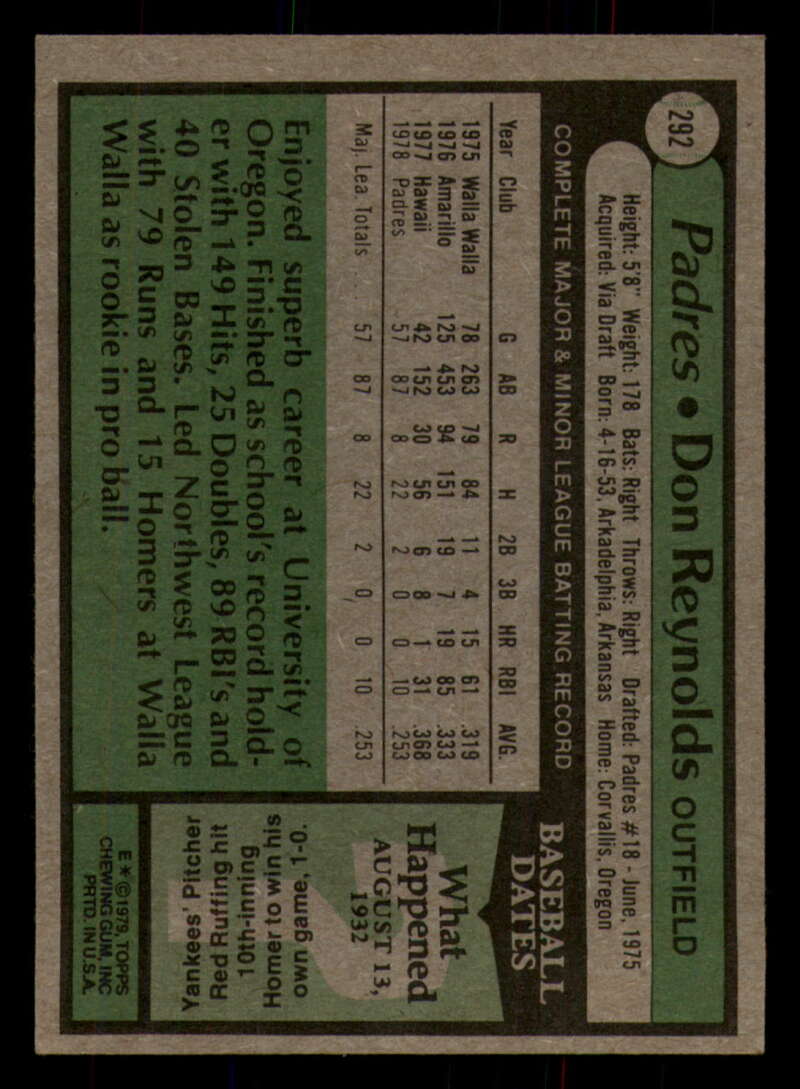 292
Padres • Don Reynolds OUTFIELD
Height: 5'8" Weight: 178 Bats: Right Throws: Right Drafted: Padres #18 - June, 1975
Acquired: Via Draft Born: 4-16-53, Arkadelphia, Arkansas Home: Corvallis, Oregon
COMPLETE MAJOR & MINOR LEAGUE BATTING RECORD
Year Club G AB R H 2B 3B HR RBI AVG.
1975 Walla Walla 78 263 79 84 11 4 15 61 .319
1976 Amarillo 125 453 94 151 19 7 19 85 .333
1977 Hawaii 42 152 30 56 6 8 1 31 .368
1978 Padres 57 87 8 22 2 0 0 10 .253
Maj. Lea. Totals 57 87 8 22 2 0 0 10 .253
Enjoyed superb career at University of
Oregon. Finished as school's record hold-
er with 149 Hits, 25 Doubles, 89 RBI's and
40 Stolen Bases. Led Northwest League
with 79 Runs and 15 Homers at Walla
Walla as rookie in pro ball.
BASEBALL
DATES
What
Happened
AUGUST 13,
1932
Yankees' Pitcher
Red Ruffing hit
10th-inning
Homer to win his
own game, 1-0.
E * © 1979, TOPPS
CHEWING GUM, INC
PRTD. IN U.S.A.